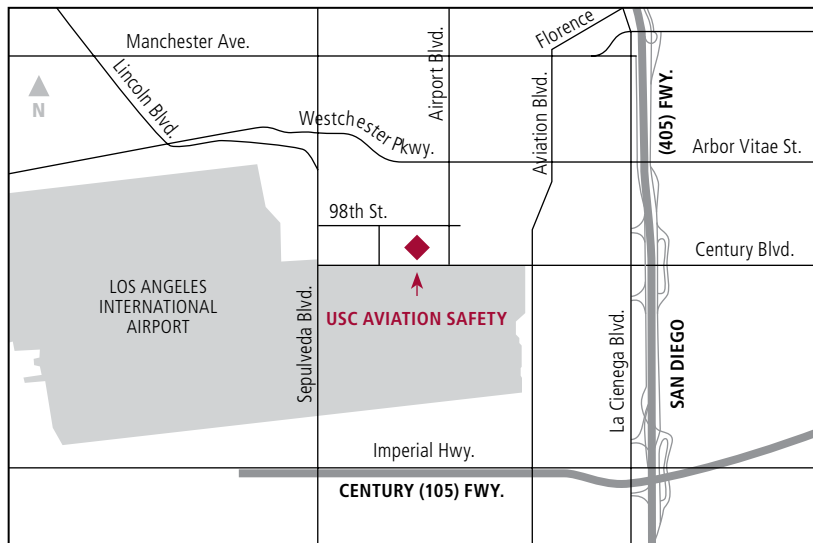 Manchester Ave.
Lincoln Blvd.
Airport Blvd.
Florence
N
Westchester Pkwy.
Aviation Blvd.
(405) FWY.
Arbor Vitae St.
98th St.
Century Blvd.
LOS ANGELES
INTERNATIONAL
AIRPORT
Sepulveda Blvd.
USC AVIATION SAFETY
La Cienega Blvd.
SAN DIEGO
Imperial Hwy.
CENTURY (105) FWY.